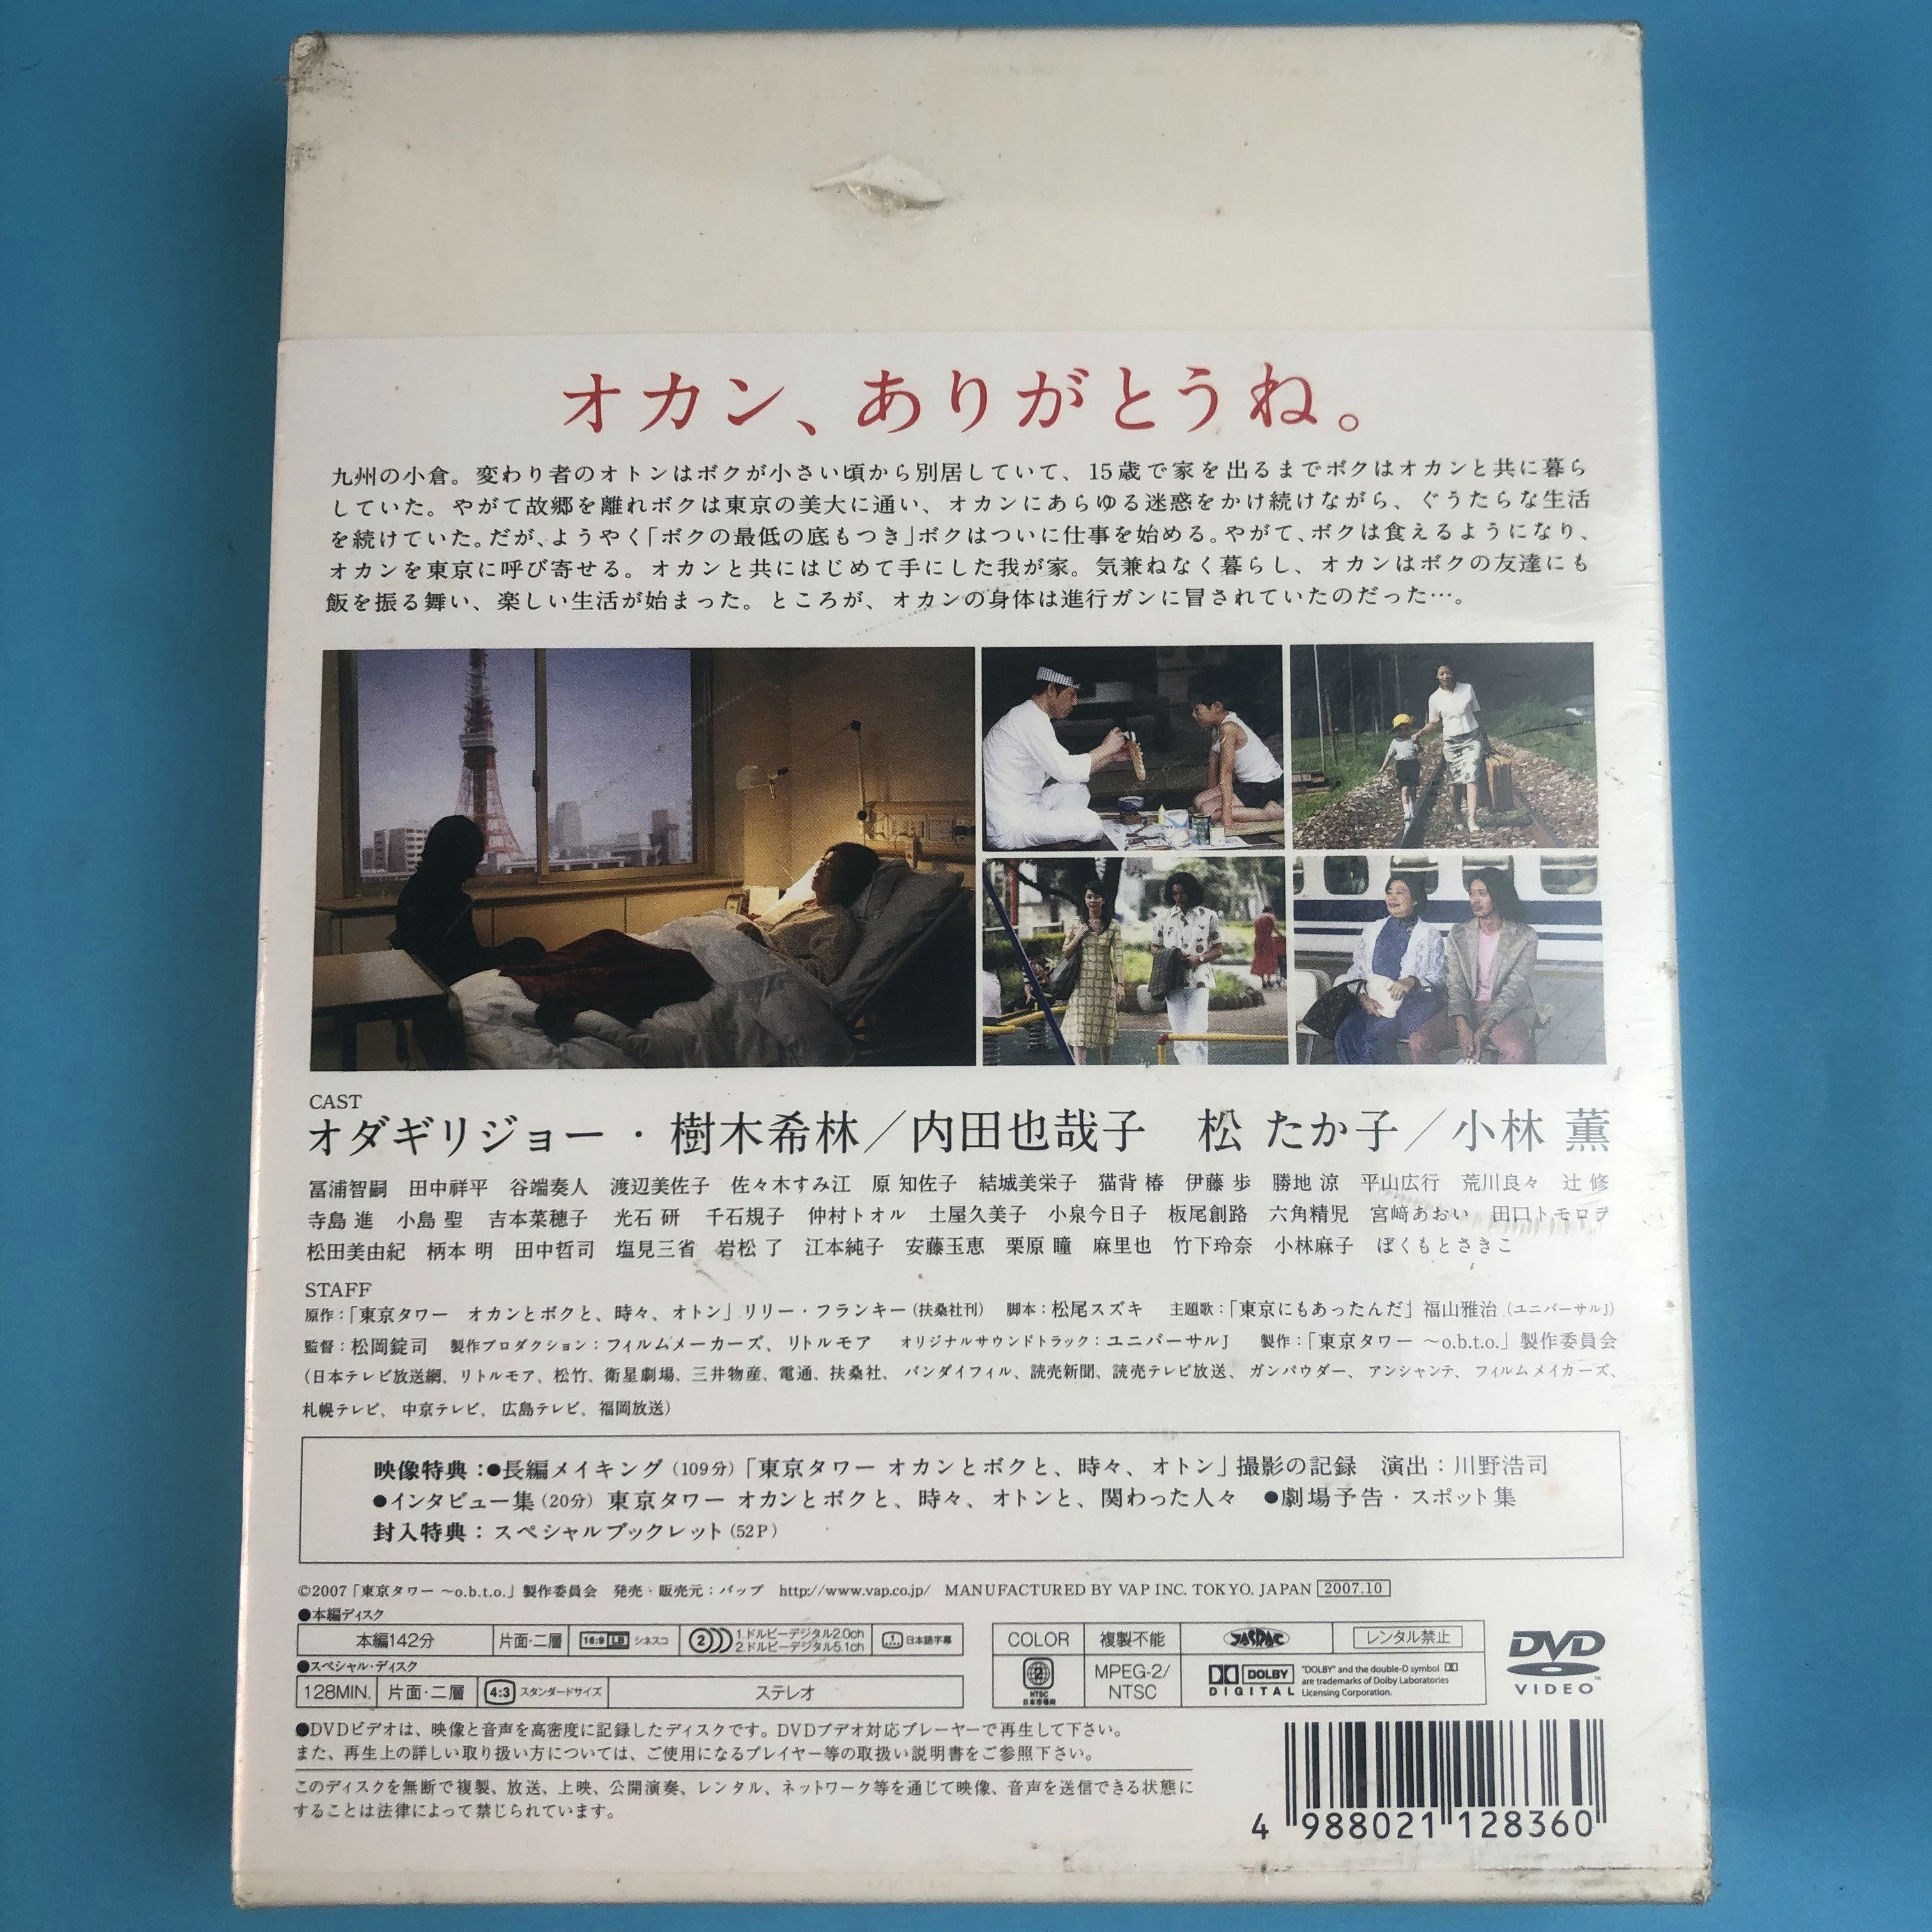 オカン、ありがとうね。
九州の小倉。変わり者のオトンはボクが小さい頃から別居していて、15歳で家を出るまでボクはオカンと共に暮ら
していた。やがて故郷を離れボクは東京の美大に通い、オカンにあらゆる迷惑をかけ続けながら、ぐうたらな生活
を続けていた。だが、ようやく「ボクの最低の底もつき」ボクはついに仕事を始める。やがて、ボクは食えるようになり、
オカンを東京に呼び寄せる。オカンと共にはじめて手にした我が家。気兼ねなく暮らし、オカンはボクの友達にも
飯を振る舞い、楽しい生活が始まった。ところが、オカンの身体は進行ガンに冒されていたのだった…。
CAST
オダギリジョー・樹木希林／内田也哉子　松 たか子／小林 薫
冨浦智嗣　田中祥平　谷端奏人　渡辺美佐子　佐々木すみ江　原 知佐子　結城美栄子　猫背 椿　伊藤 歩　勝地 涼　平山広行　荒川良々　辻 修
寺島 進　小島 聖　吉本菜穂子　光石 研　千石規子　仲村トオル　土屋久美子　小泉今日子　板尾創路　六角精児　宮﨑あおい　田口トモロヲ
松田美由紀　柄本 明　田中哲司　塩見三省　岩松 了　江本純子　安藤玉恵　栗原 瞳　麻里也　竹下玲奈　小林麻子　ぼくもとさきこ
STAFF
原作：「東京タワー　オカンとボクと、時々、オトン」リリー・フランキー（扶桑社刊）　脚本：松尾スズキ　主題歌：「東京にもあったんだ」福山雅治（ユニバーサルJ）
監督：松岡錠司　製作プロダクション：フィルムメーカーズ、リトルモア　オリジナルサウンドトラック：ユニバーサルJ　製作：「東京タワー ～o.b.t.o.」製作委員会
（日本テレビ放送網、リトルモア、松竹、衛星劇場、三井物産、電通、扶桑社、バンダイフィル、読売新聞、読売テレビ放送、ガンパウダー、アンシャンテ、フィルムメイカーズ、
札幌テレビ、中京テレビ、広島テレビ、福岡放送）
映像特典：●長編メイキング（109分）「東京タワー オカンとボクと、時々、オトン」撮影の記録　演出：川野浩司
●インタビュー集（20分）東京タワー オカンとボクと、時々、オトンと、関わった人々　●劇場予告・スポット集
封入特典：スペシャルブックレット（52P）
©2007「東京タワー ～o.b.t.o.」製作委員会　発売・販売元：バップ　http://www.vap.co.jp/　MANUFACTURED BY VAP INC. TOKYO. JAPAN 2007.10
●本編ディスク
本編142分　片面・二層　16:9 LB シネスコ　2　1.ドルビーデジタル2.0ch　2.ドルビーデジタル5.1ch　1 日本語字幕
●スペシャル・ディスク
128MIN.　片面・二層　4:3 スタンダードサイズ　ステレオ
COLOR　複製不能　JASRAC　レンタル禁止
2 NTSC 日本市場向　MPEG-2/NTSC　DOLBY DIGITAL　"DOLBY" and the double-D symbol are trademarks of Dolby Laboratories Licensing Corporation.
DVD VIDEO
●DVDビデオは、映像と音声を高密度に記録したディスクです。DVDブデオ対応プレーヤーで再生して下さい。
また、再生上の詳しい取り扱い方については、ご使用になるプレイヤー等の取扱い説明書をご参照下さい。
このディスクを無断で複製、放送、上映、公開演奏、レンタル、ネットワーク等を通じて映像、音声を送信できる状態に
することは法律によって禁じられています。
4 988021 128360